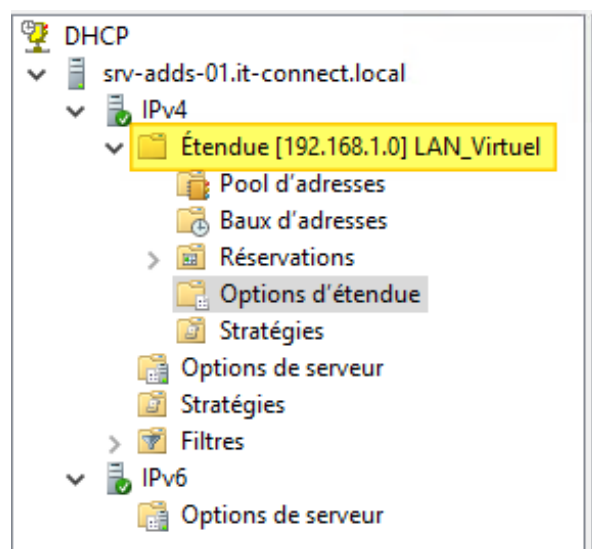 DHCP
srv-adds-01.it-connect.local
IPv4
Étendue [192.168.1.0] LAN_Virtuel
Pool d'adresses
Baux d'adresses
Réservations
Options d'étendue
Stratégies
Options de serveur
Stratégies
Filtres
IPv6
Options de serveur